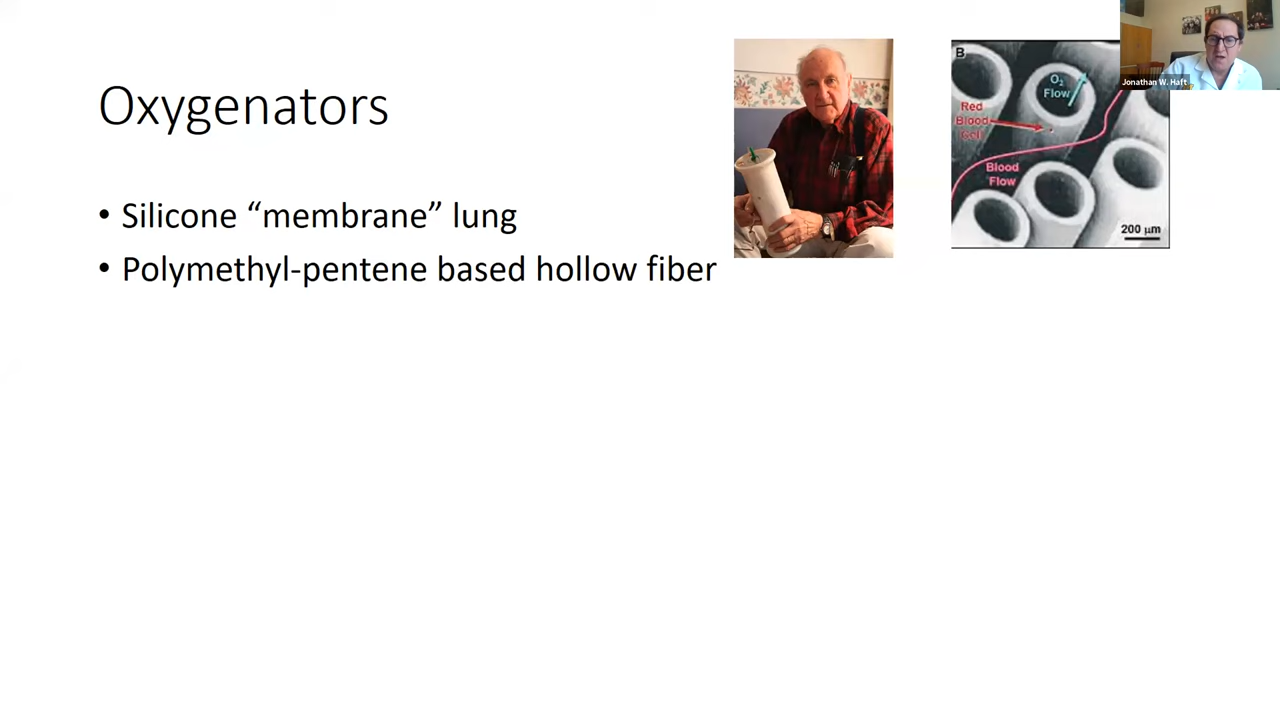 Oxygenators
• Silicone “membrane” lung
• Polymethyl-pentene based hollow fiber
B
O₂
Flow
Red
Blood
Cell
Blood
Flow
200 µm
Jonathan W. Haft